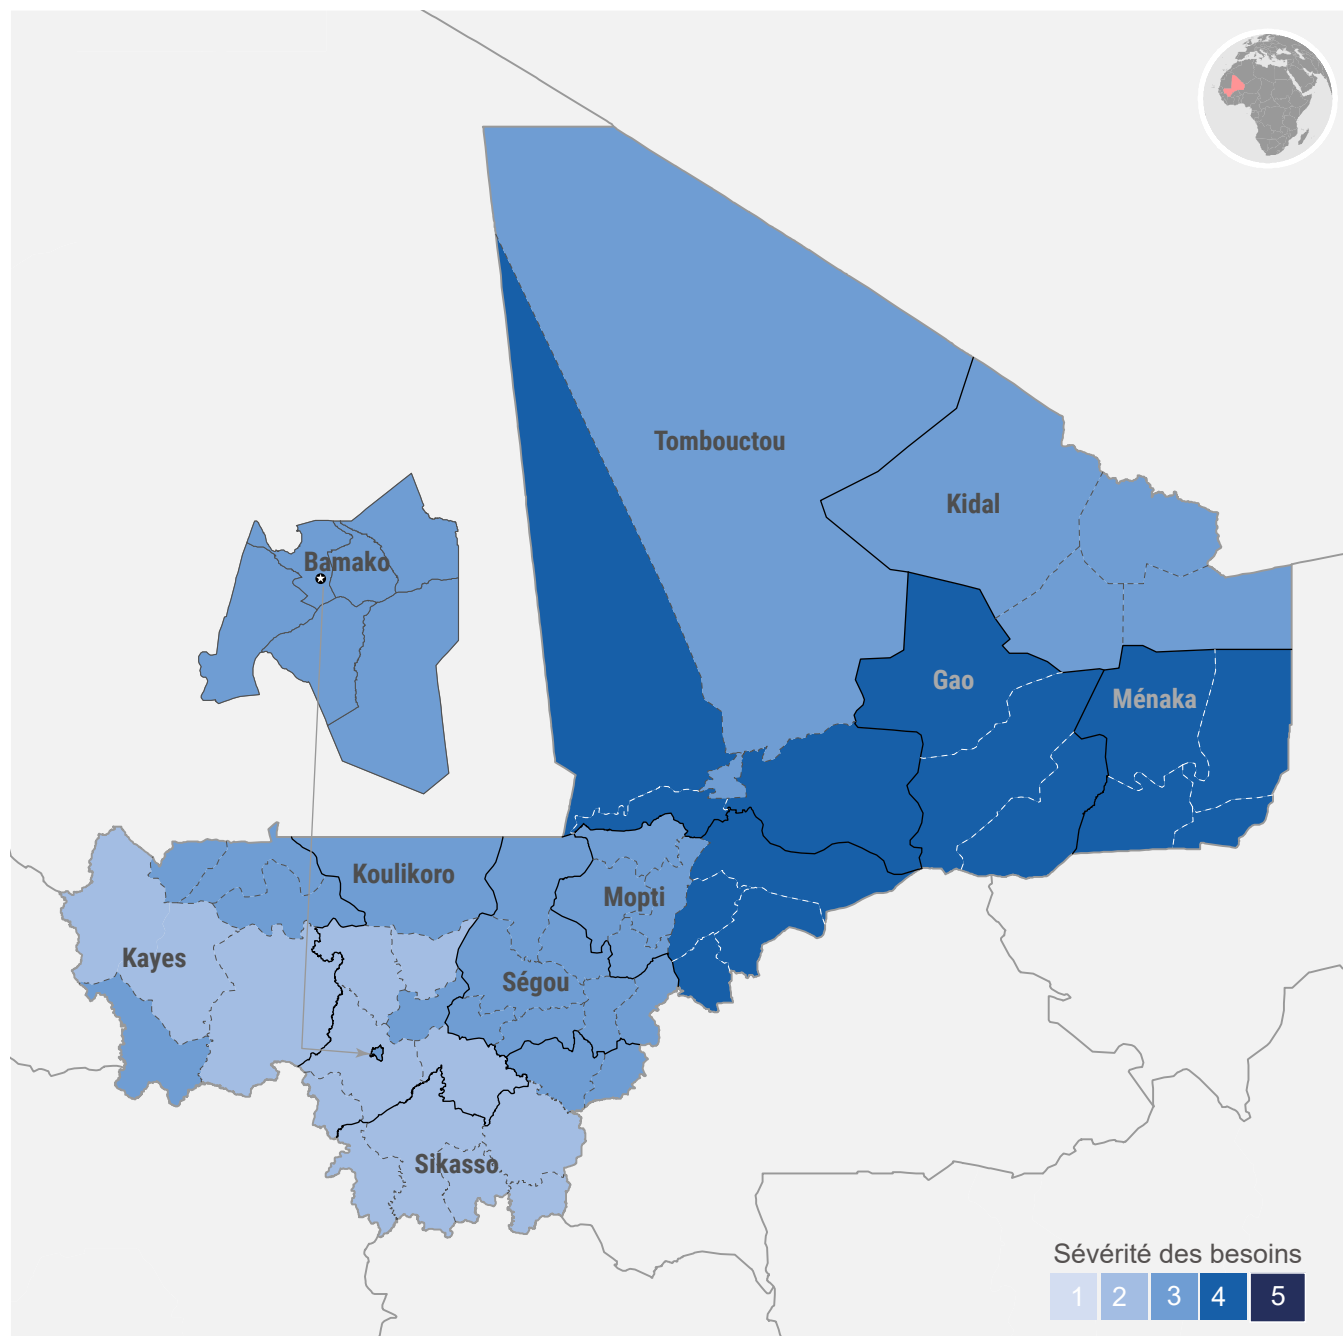 Tombouctou
Kidal
Bamako
Gao
Ménaka
Koulikoro
Mopti
Kayes
Ségou
Sikasso
Sévérité des besoins
1 2 3 4 5